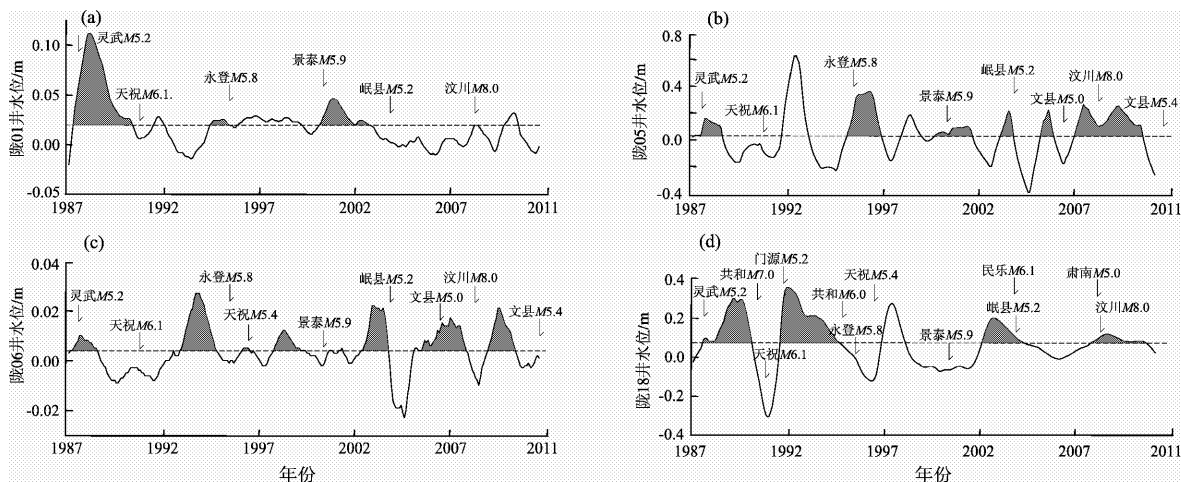 (a)
陇01井水位/m
0.10
0.05
0.00
-0.05
灵武M5.2
天祝M6.1.
永登M5.8
景泰M5.9
岷县M5.2
汶川M8.0
1987 1992 1997 2002 2007 2011
(b)
陇05井水位/m
0.8
0.4
0.0
-0.4
灵武M5.2
天祝M6.1
永登M5.8
景泰M5.9
岷县M5.2
文县M5.0
汶川M8.0
文县M5.4
1987 1992 1997 2002 2007 2011
(c)
陇06井水位/m
0.04
0.02
0.00
-0.02
灵武M5.2
天祝M6.1
永登M5.8
天祝M5.4
景泰M5.9
岷县M5.2
文县M5.0
汶川M8.0
文县M5.4
1987 1992 1997 2002 2007 2011
年份
(d)
陇18井水位/m
0.4
0.2
0.0
-0.2
-0.4
灵武M5.2
共和M7.0
天祝M6.1
门源M5.2
共和M6.0
永登M5.8
天祝M5.4
景泰M5.9
民乐M6.1
岷县M5.2
肃南M5.0
汶川M8.0
1987 1992 1997 2002 2007 2011
年份